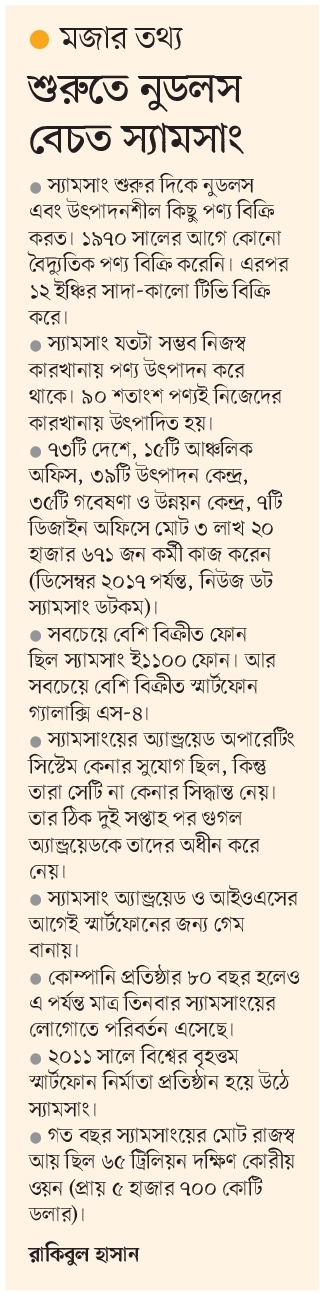 মজার তথ্য
শুরুতে নুডলস
বেচত স্যামসাং
● স্যামসাং শুরুর দিকে নুডলস
এবং উৎপাদনশীল কিছু পণ্য বিক্রি
করত। ১৯৭০ সালের আগে কোনো
বৈদ্যুতিক পণ্য বিক্রি করেনি। এরপর
১২ ইঞ্চির সাদা-কালো টিভি বিক্রি
করে।
● স্যামসাং যতটা সম্ভব নিজস্ব
কারখানায় পণ্য উৎপাদন করে
থাকে। ৯০ শতাংশ পণ্যই নিজেদের
কারখানায় উৎপাদিত হয়।
● ৭৩টি দেশে, ১৫টি আঞ্চলিক
অফিস, ৩৯টি উৎপাদন কেন্দ্র,
৩৫টি গবেষণা ও উন্নয়ন কেন্দ্র, ৭টি
ডিজাইন অফিসে মোট ৩ লাখ ২০
হাজার ৬৭১ জন কর্মী কাজ করেন
(ডিসেম্বর ২০১৭ পর্যন্ত, নিউজ ডট
স্যামসাং ডটকম)।
● সবচেয়ে বেশি বিক্রীত ফোন
ছিল স্যামসাং ই১১০০ ফোন। আর
সবচেয়ে বেশি বিক্রীত স্মার্টফোন
গ্যালাক্সি এস-৪।
● স্যামসাংয়ের অ্যান্ড্রয়েড অপারেটিং
সিস্টেম কেনার সুযোগ ছিল, কিন্তু
তারা সেটি না কেনার সিদ্ধান্ত নেয়।
তার ঠিক দুই সপ্তাহ পর গুগল
অ্যান্ড্রয়েডকে তাদের অধীন করে
নেয়।
● স্যামসাং অ্যান্ড্রয়েড ও আইওএসের
আগেই স্মার্টফোনের জন্য গেম
বানায়।
● কোম্পানি প্রতিষ্ঠার ৮০ বছর হলেও
এ পর্যন্ত মাত্র তিনবার স্যামসাংয়ের
লোগোতে পরিবর্তন এসেছে।
● ২০১১ সালে বিশ্বের বৃহত্তম
স্মার্টফোন নির্মাতা প্রতিষ্ঠান হয়ে উঠে
স্যামসাং।
● গত বছর স্যামসাংয়ের মোট রাজস্ব
আয় ছিল ৬৫ ট্রিলিয়ন দক্ষিণ কোরীয়
ওয়ন (প্রায় ৫ হাজার ৭০০ কোটি
ডলার)।
রাকিবুল হাসান